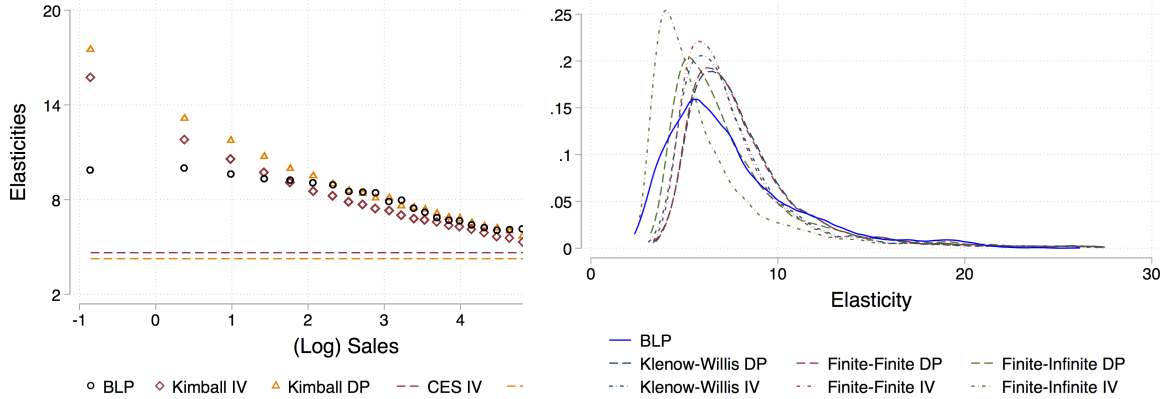 20
14
8
2
Elasticities
-1 0 1 2 3 4
(Log) Sales
BLP Kimball IV Kimball DP CES IV
.25
.2
.15
.1
.05
0
0 10 20 30
Elasticity
BLP
Klenow-Willis DP Finite-Finite DP Finite-Infinite DP
Klenow-Willis IV Finite-Finite IV Finite-Infinite IV